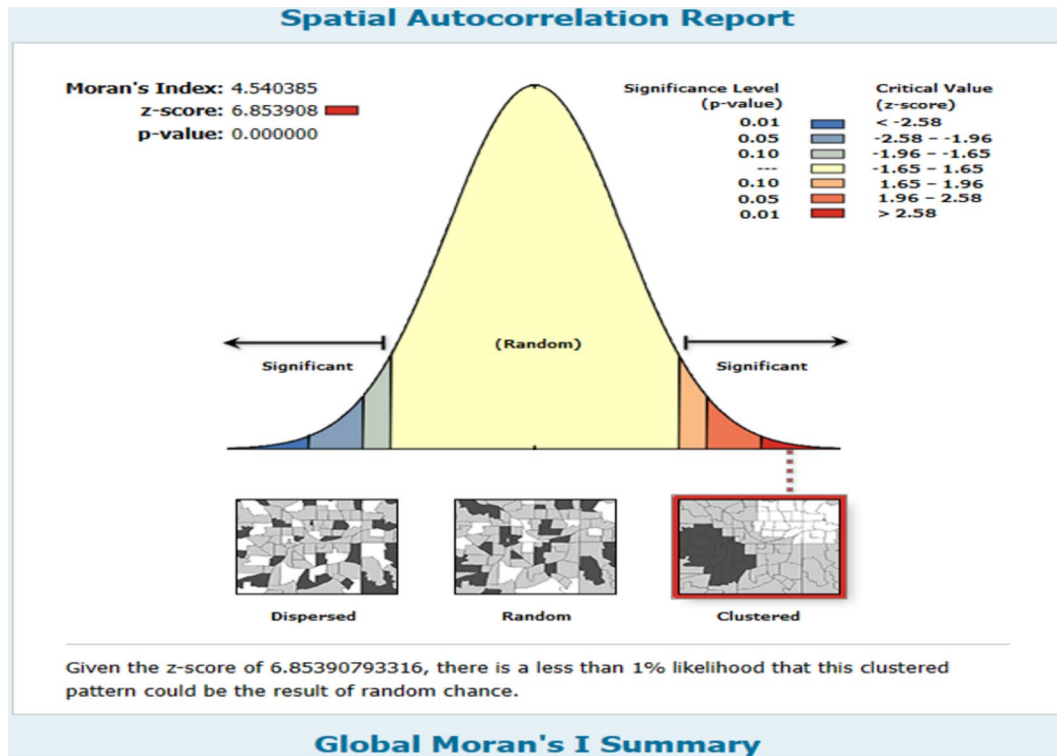 Spatial Autocorrelation Report
Moran's Index: 4.540385
z-score: 6.853908
p-value: 0.000000
Significance Level
(p-value)
Critical Value
(z-score)
0.01 < -2.58
0.05 -2.58 – -1.96
0.10 -1.96 – -1.65
--- -1.65 – 1.65
0.10 1.65 – 1.96
0.05 1.96 – 2.58
0.01 > 2.58
(Random)
Significant
Significant
Dispersed
Random
Clustered
Given the z-score of 6.85390793316, there is a less than 1% likelihood that this clustered
pattern could be the result of random chance.
Global Moran's I Summary